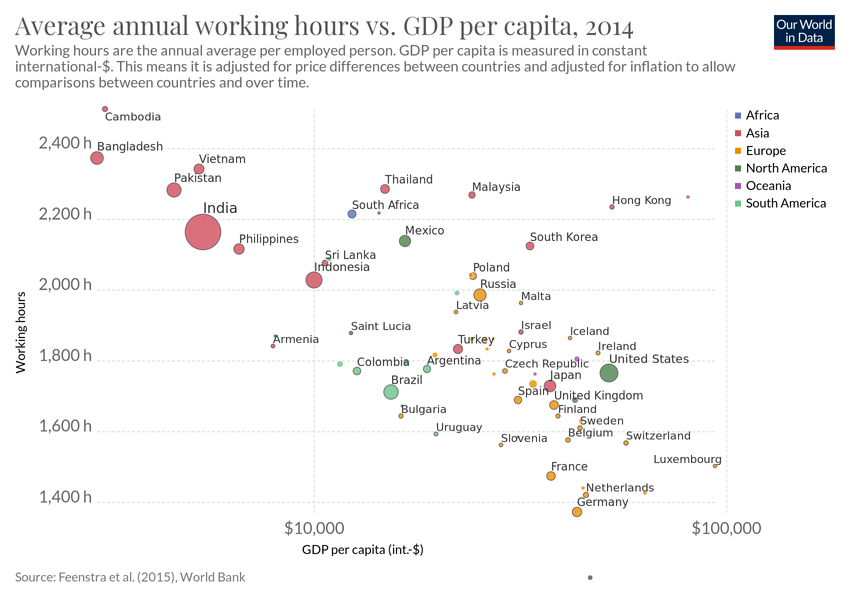 Average annual working hours vs. GDP per capita, 2014
Our World
in Data
Working hours are the annual average per employed person. GDP per capita is measured in constant
international-$. This means it is adjusted for price differences between countries and adjusted for inflation to allow
comparisons between countries and over time.
Africa
Asia
Europe
North America
Oceania
South America
Cambodia
2,400 h
Bangladesh
Vietnam
Pakistan
Thailand
Malaysia
Hong Kong
South Africa
India
2,200 h
Mexico
Philippines
South Korea
Sri Lanka
Indonesia
Poland
2,000 h
Russia
Malta
Latvia
Saint Lucia
Israel
Iceland
Armenia
Turkey
Cyprus
Ireland
1,800 h
Colombia
Argentina
Czech Republic
United States
Brazil
Japan
Spain
United Kingdom
Bulgaria
Finland
Sweden
1,600 h
Uruguay
Slovenia
Belgium
Switzerland
Luxembourg
France
Netherlands
1,400 h
Germany
Working hours
$10,000
$100,000
GDP per capita (int.-$)
Source: Feenstra et al. (2015), World Bank